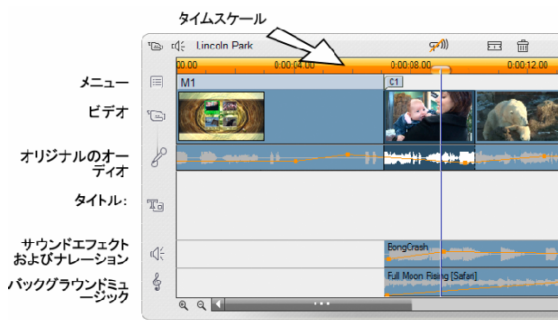 タイムスケール
Lincoln Park
00.00 0:00:04.00 0:00:08.00 0:00:12.00
メニュー
M1 C1
ビデオ
オリジナルのオー
ディオ
タイトル:
サウンドエフェクト
およびナレーション
BongCrash
バックグラウンドミュ
ージック
Full Moon Rising [Safari]